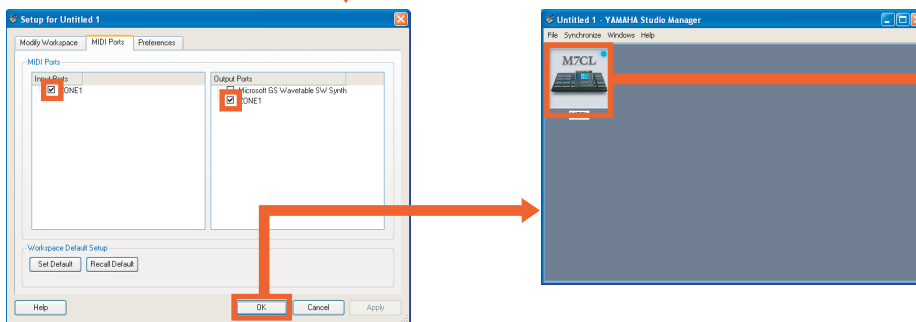 Setup for Untitled 1
Modify Workspace MIDI Ports Preferences
MIDI Ports
Input Ports
ZONE1
Output Ports
Microsoft GS Wavetable SW Synth
ZONE1
Workspace Default Setup
Set Default Recall Default
Help OK Cancel Apply
Untitled 1 - YAMAHA Studio Manager
File Synchronize Windows Help
M7CL